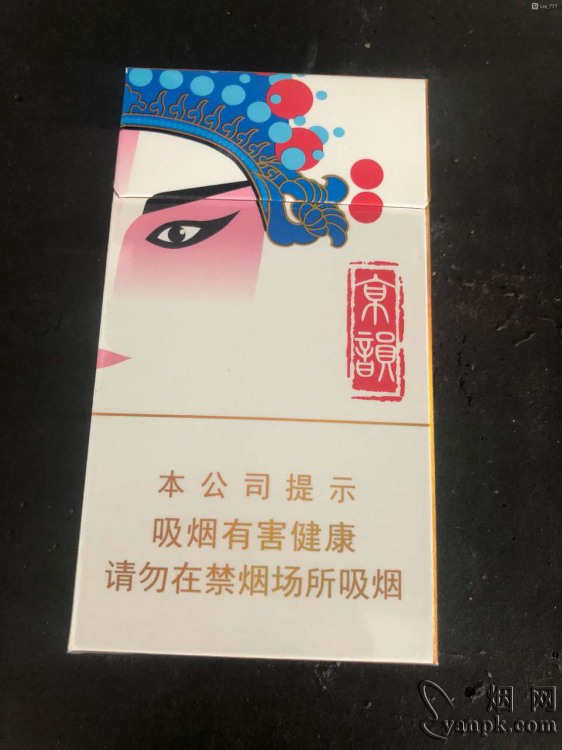 Lss_777
京韻
本公司提示
吸烟有害健康
请勿在禁烟场所吸烟
烟网
yanpk.com